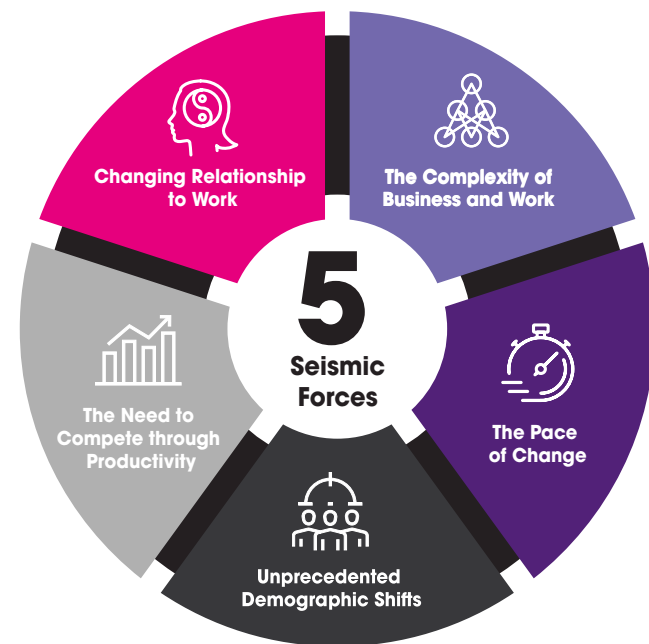 Changing Relationship
to Work
The Complexity of
Business and Work
5
Seismic
Forces
The Need to
Compete through
Productivity
The Pace
of Change
Unprecedented
Demographic Shifts